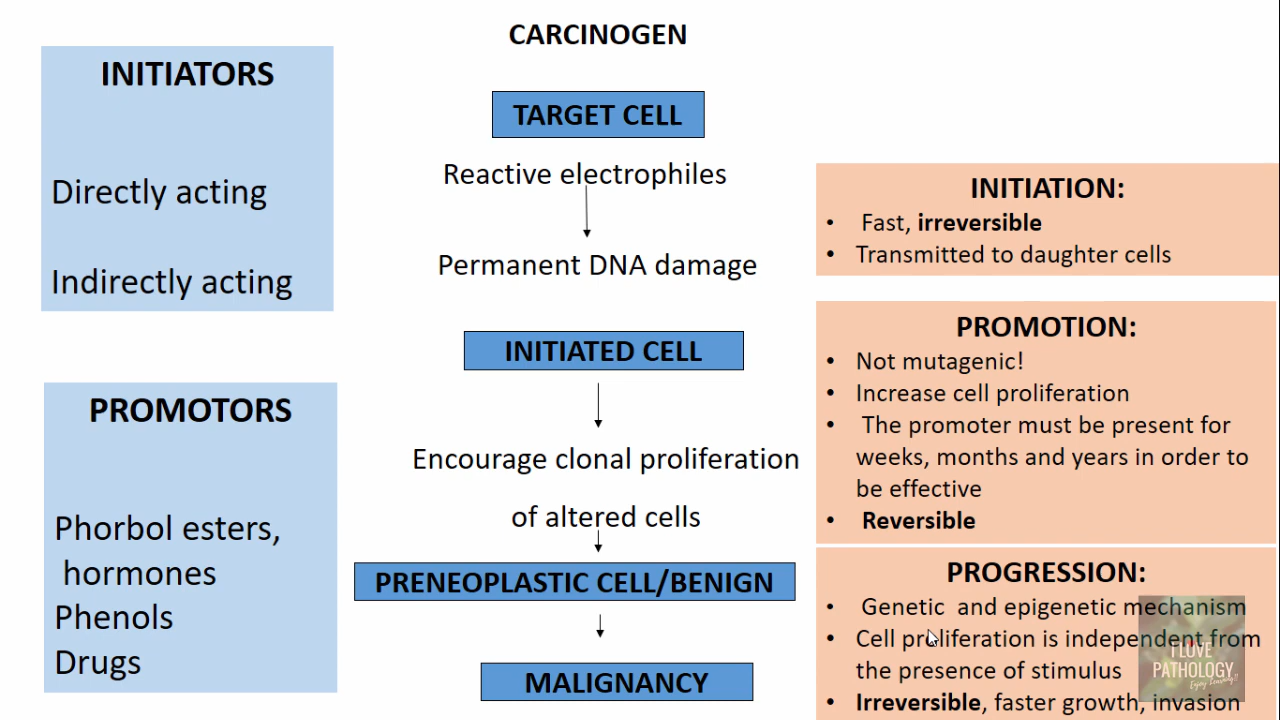 CARCINOGEN
INITIATORS
Directly acting
Indirectly acting
TARGET CELL
Reactive electrophiles
Permanent DNA damage
INITIATION:
• Fast, irreversible
• Transmitted to daughter cells
INITIATED CELL
PROMOTORS
Phorbol esters,
hormones
Phenols
Drugs
Encourage clonal proliferation
of altered cells
PROMOTION:
• Not mutagenic!
• Increase cell proliferation
• The promoter must be present for
weeks, months and years in order to
be effective
• Reversible
PRENEOPLASTIC CELL/BENIGN
MALIGNANCY
PROGRESSION:
• Genetic and epigenetic mechanism
• Cell proliferation is independent from
the presence of stimulus
• Irreversible, faster growth, invasion
I LOVE
PATHOLOGY
Enjoy Learning!!